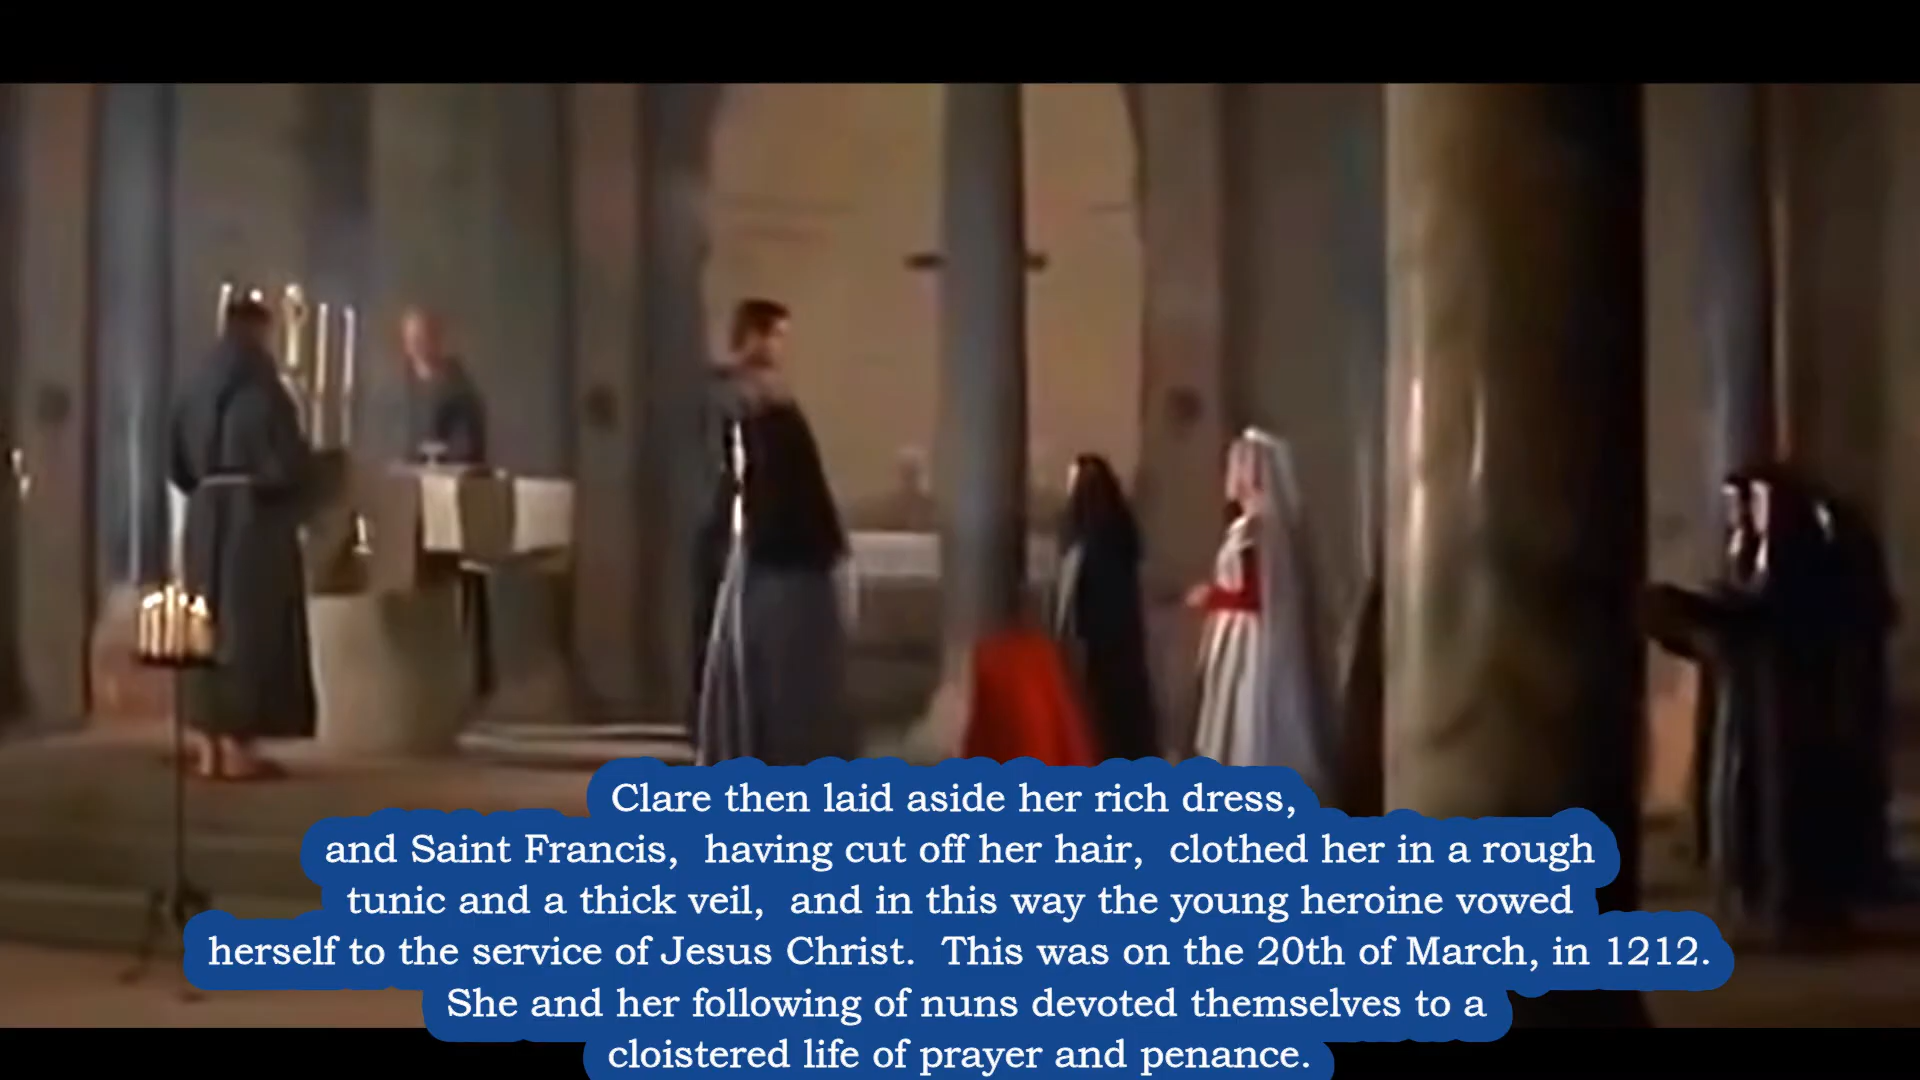 Clare then laid aside her rich dress,
and Saint Francis, having cut off her hair, clothed her in a rough
tunic and a thick veil, and in this way the young heroine vowed
herself to the service of Jesus Christ. This was on the 20th of March, in 1212.
She and her following of nuns devoted themselves to a
cloistered life of prayer and penance.